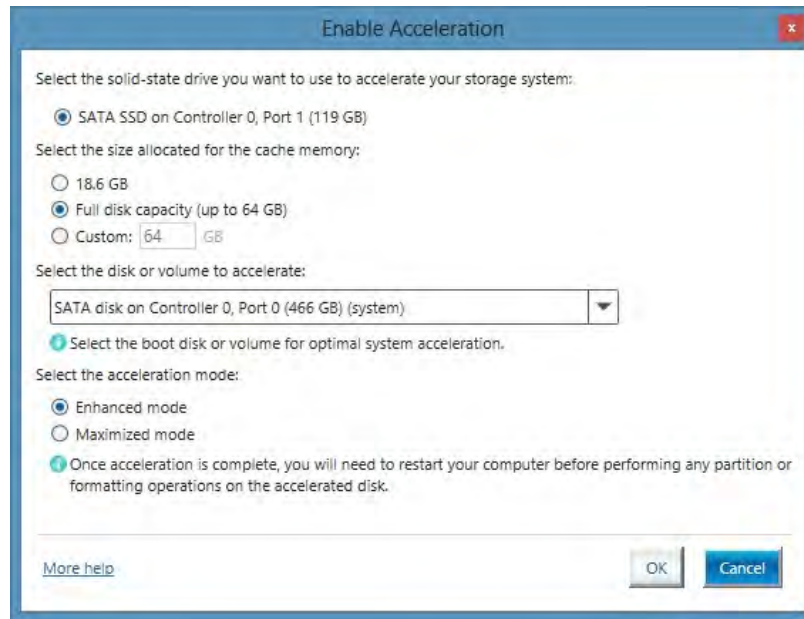 Enable Acceleration
x
Select the solid-state drive you want to use to accelerate your storage system:
SATA SSD on Controller 0, Port 1 (119 GB)
Select the size allocated for the cache memory:
18.6 GB
Full disk capacity (up to 64 GB)
Custom: 64 GB
Select the disk or volume to accelerate:
SATA disk on Controller 0, Port 0 (466 GB) (system)
Select the boot disk or volume for optimal system acceleration.
Select the acceleration mode:
Enhanced mode
Maximized mode
Once acceleration is complete, you will need to restart your computer before performing any partition or
formatting operations on the accelerated disk.
More help OK Cancel